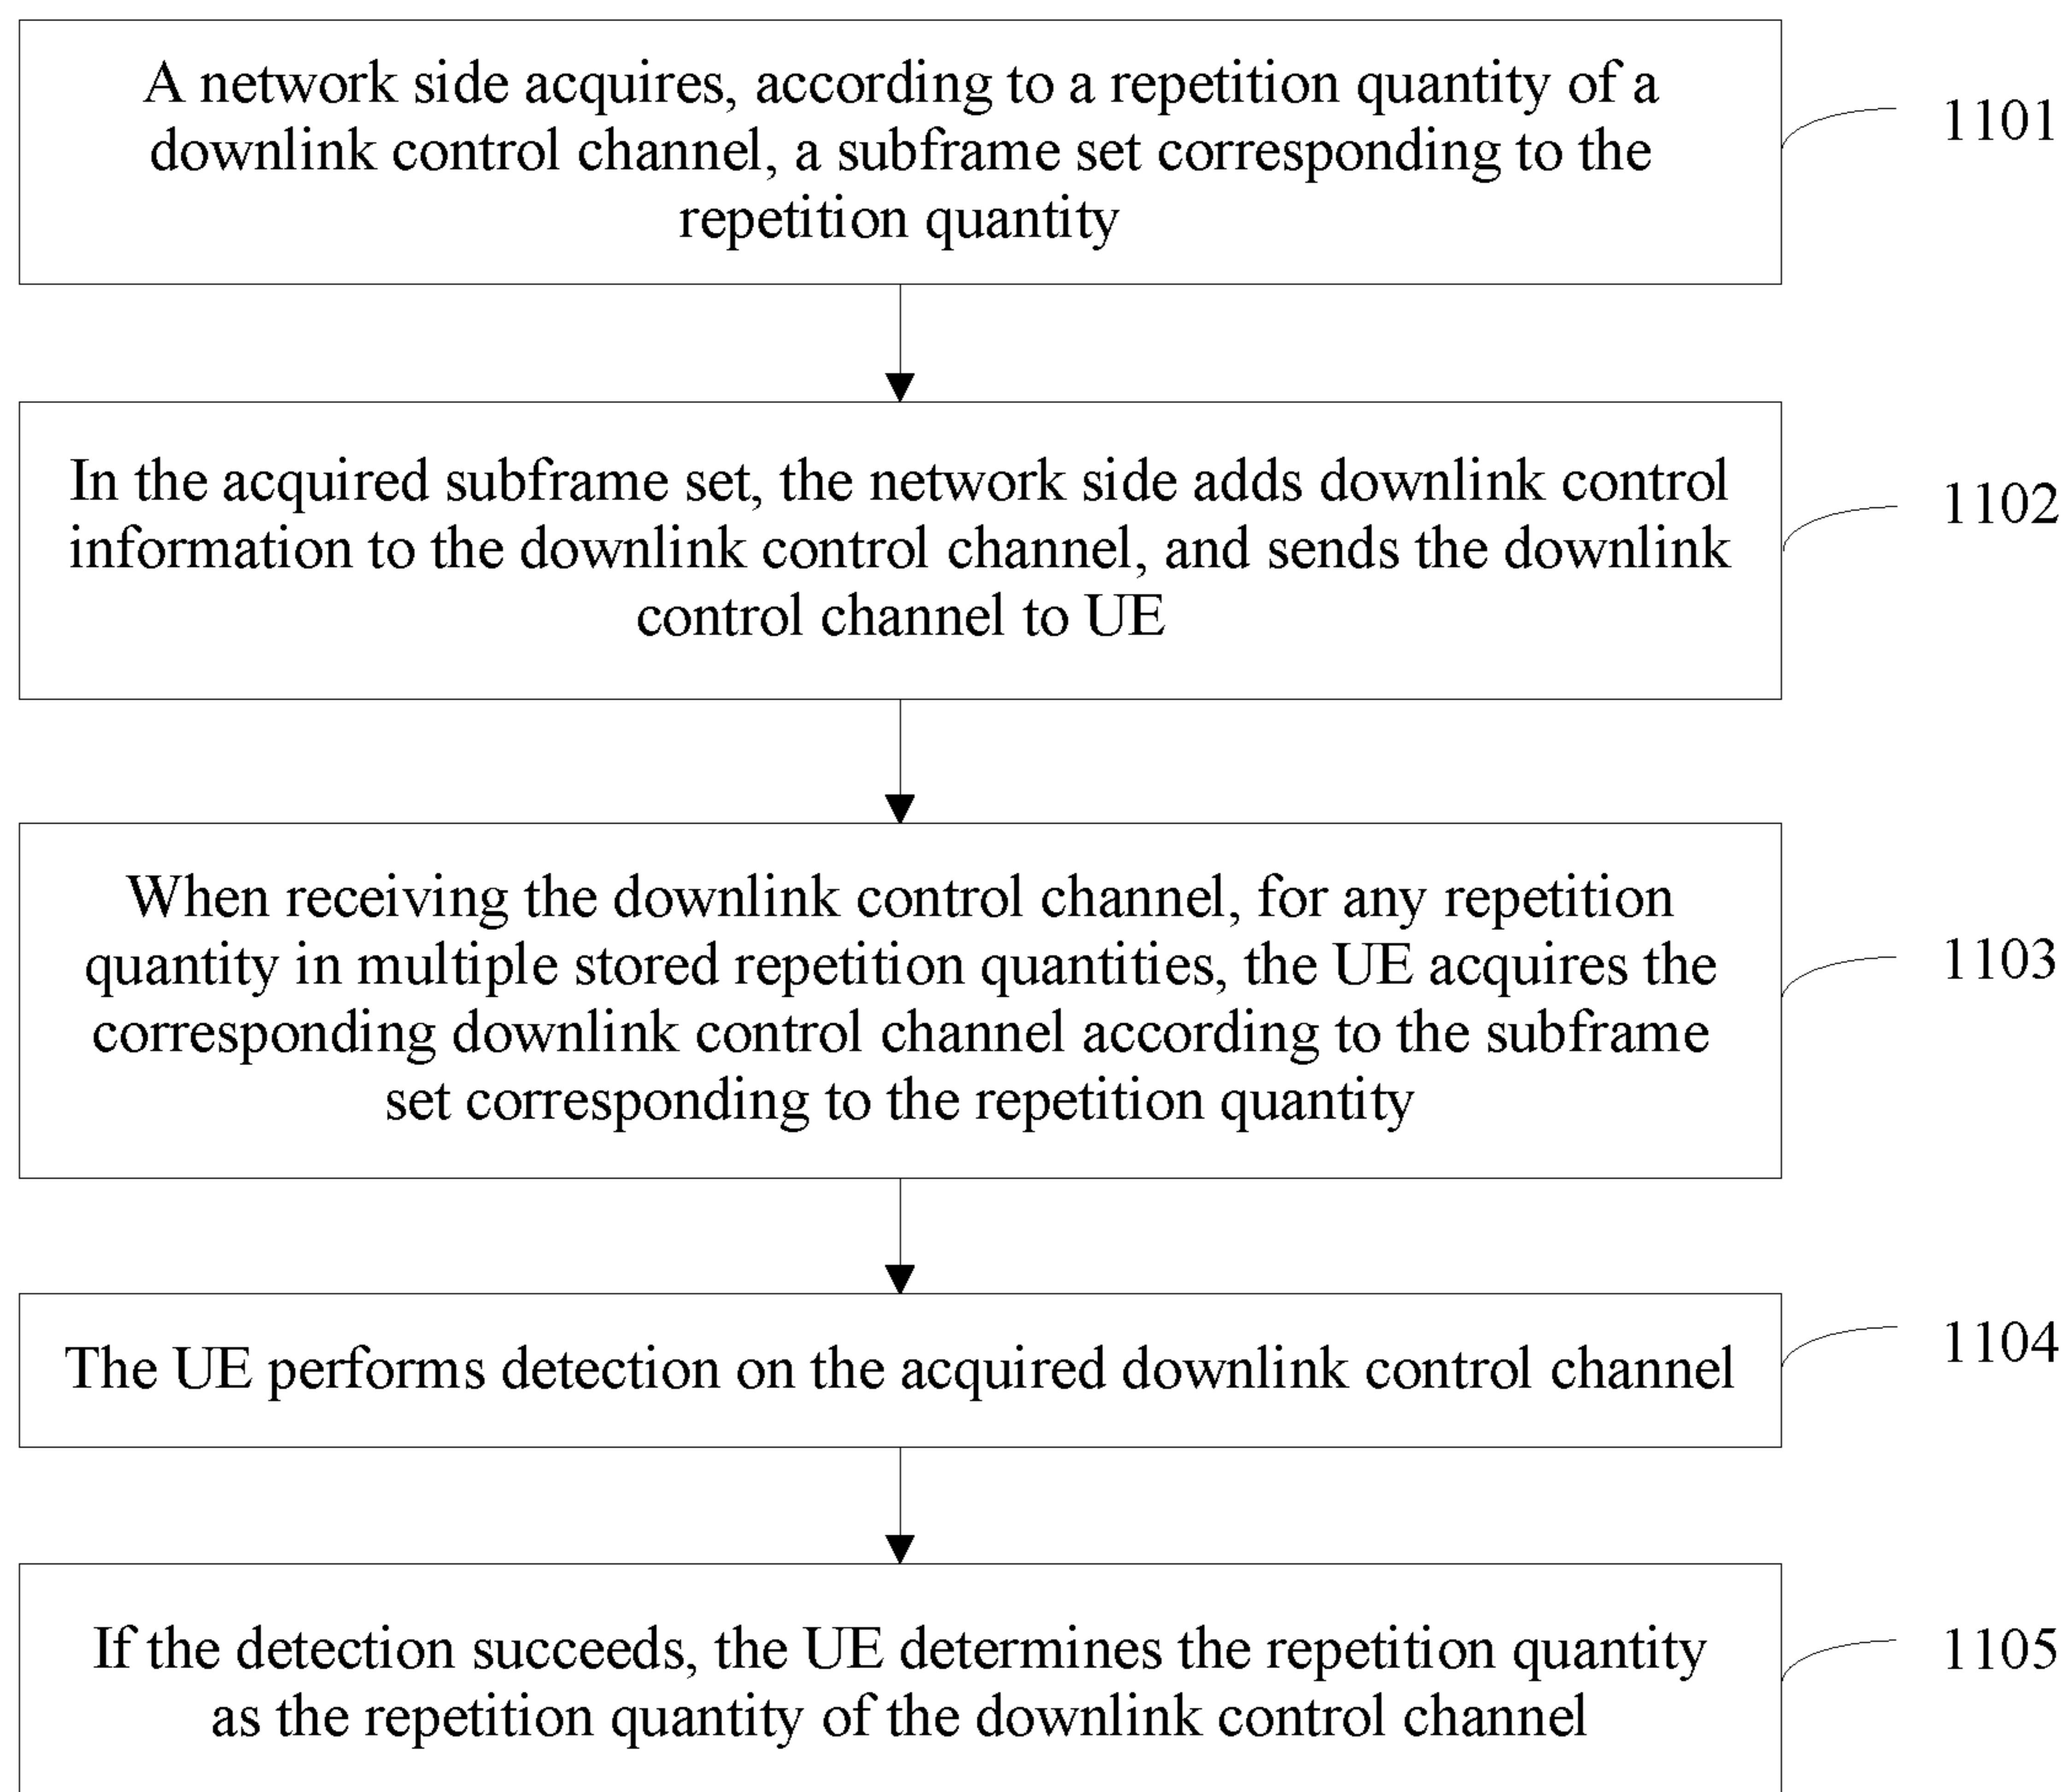 A network side acquires, according to a repetition quantity of a
downlink control channel, a subframe set corresponding to the
repetition quantity
1101
In the acquired subframe set, the network side adds downlink control
information to the downlink control channel, and sends the downlink
control channel to UE
1102
When receiving the downlink control channel, for any repetition
quantity in multiple stored repetition quantities, the UE acquires the
corresponding downlink control channel according to the subframe
set corresponding to the repetition quantity
1103
The UE performs detection on the acquired downlink control channel
1104
If the detection succeeds, the UE determines the repetition quantity
as the repetition quantity of the downlink control channel
1105